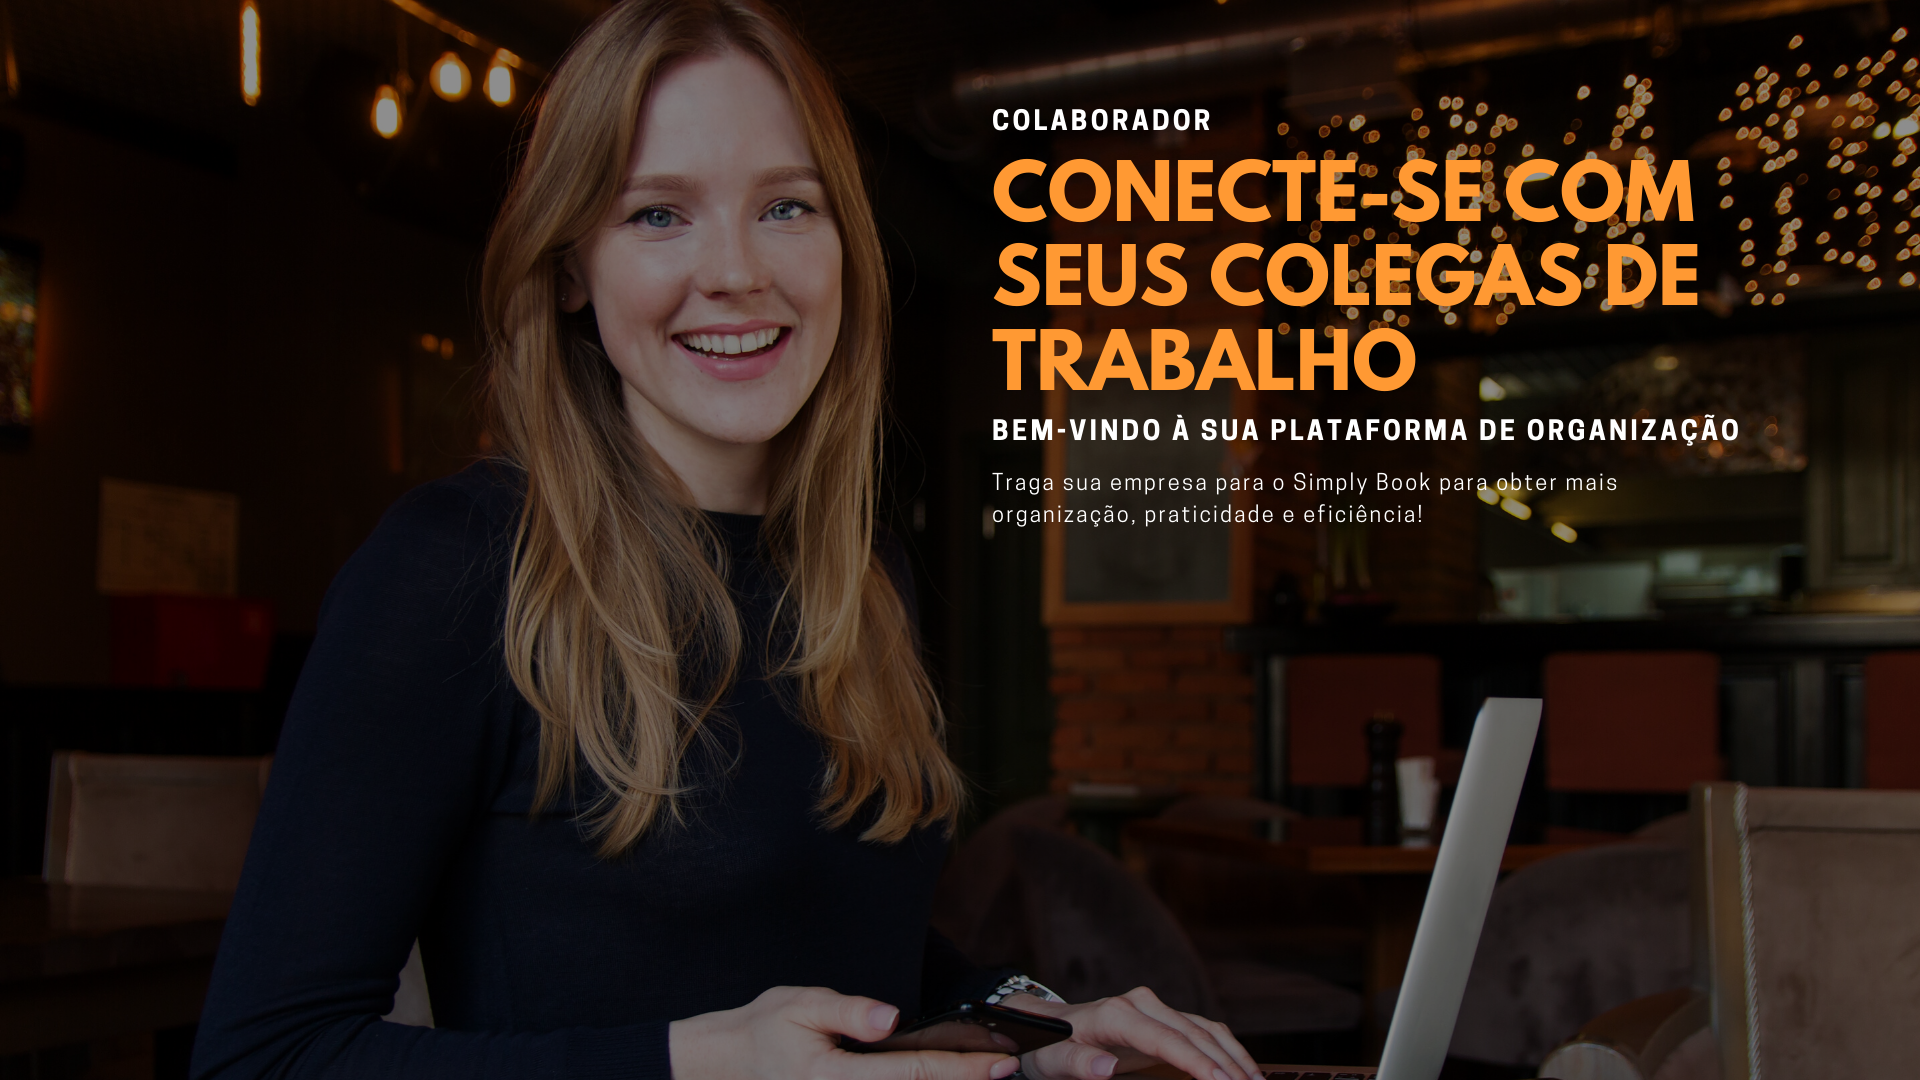 COLABORADOR
CONECTE-SE COM
SEUS COLEGAS DE
TRABALHO
BEM-VINDO À SUA PLATAFORMA DE ORGANIZAÇÃO
Traga sua empresa para o Simply Book para obter mais
organização, praticidade e eficiência!